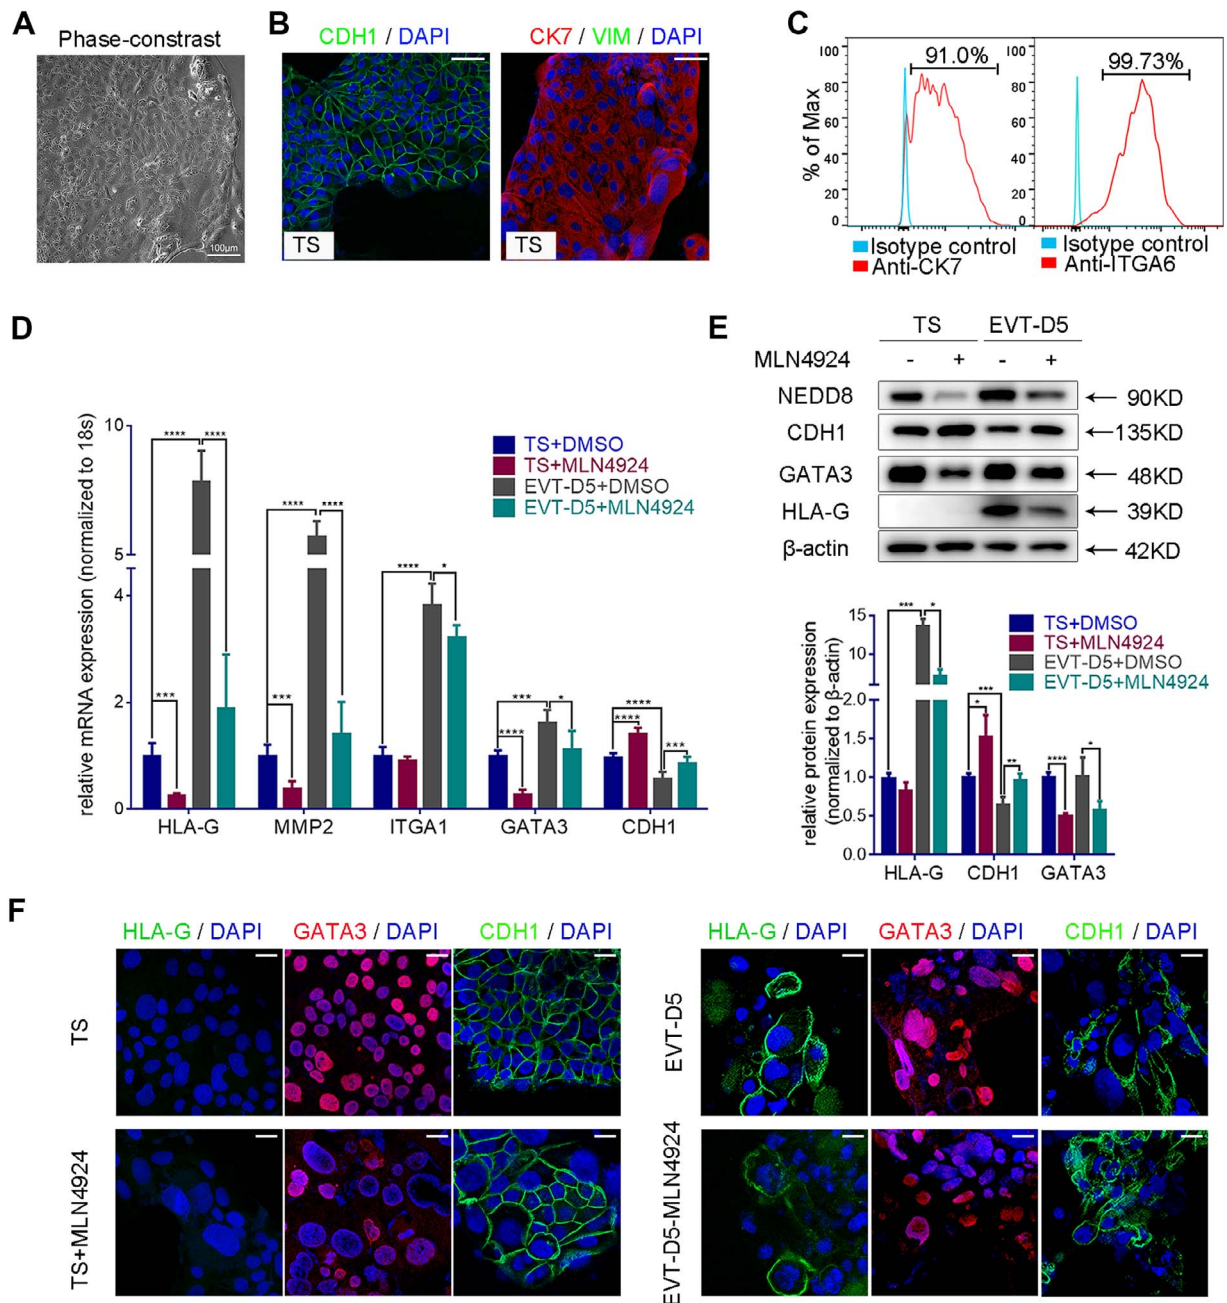 A
Phase-constrast
100μm
B
CDH1 / DAPI
TS
CK7 / VIM / DAPI
TS
C
% of Max
100
80
60
40
20
0
91.0%
Isotype control
Anti-CK7
100
80
60
40
20
0
99.73%
Isotype control
Anti-ITGA6
D
relative mRNA expression (normalized to 18s)
10
5
4
2
0
TS+DMSO
TS+MLN4924
EVT-D5+DMSO
EVT-D5+MLN4924
**** ****
***
**** ****
***
**** *
*** *
****
****
****
***
HLA-G MMP2 ITGA1 GATA3 CDH1
E
TS EVT-D5
MLN4924 - + - +
NEDD8 ←90KD
CDH1 ←135KD
GATA3 ←48KD
HLA-G ←39KD
β-actin ←42KD
relative protein expression
(normalized to β-actin)
15
10
5
2.0
1.5
1.0
0.5
0.0
TS+DMSO
TS+MLN4924
EVT-D5+DMSO
EVT-D5+MLN4924
*** *
***
*
**
*
****
HLA-G CDH1 GATA3
F
HLA-G / DAPI GATA3 / DAPI CDH1 / DAPI
TS
TS+MLN4924
HLA-G / DAPI GATA3 / DAPI CDH1 / DAPI
EVT-D5
EVT-D5-MLN4924